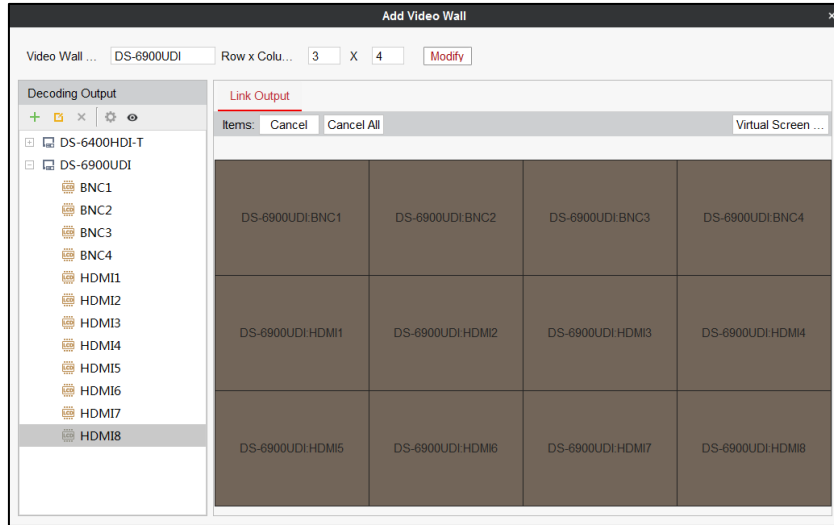 Add Video Wall ×
Video Wall ... DS-6900UDI Row x Colu... 3 X 4 Modify
Decoding Output
Link Output
Items: Cancel Cancel All Virtual Screen ...
DS-6400HDI-T
DS-6900UDI
BNC1
BNC2
BNC3
BNC4
HDMI1
HDMI2
HDMI3
HDMI4
HDMI5
HDMI6
HDMI7
HDMI8
DS-6900UDI:BNC1 DS-6900UDI:BNC2 DS-6900UDI:BNC3 DS-6900UDI:BNC4
DS-6900UDI:HDMI1 DS-6900UDI:HDMI2 DS-6900UDI:HDMI3 DS-6900UDI:HDMI4
DS-6900UDI:HDMI5 DS-6900UDI:HDMI6 DS-6900UDI:HDMI7 DS-6900UDI:HDMI8